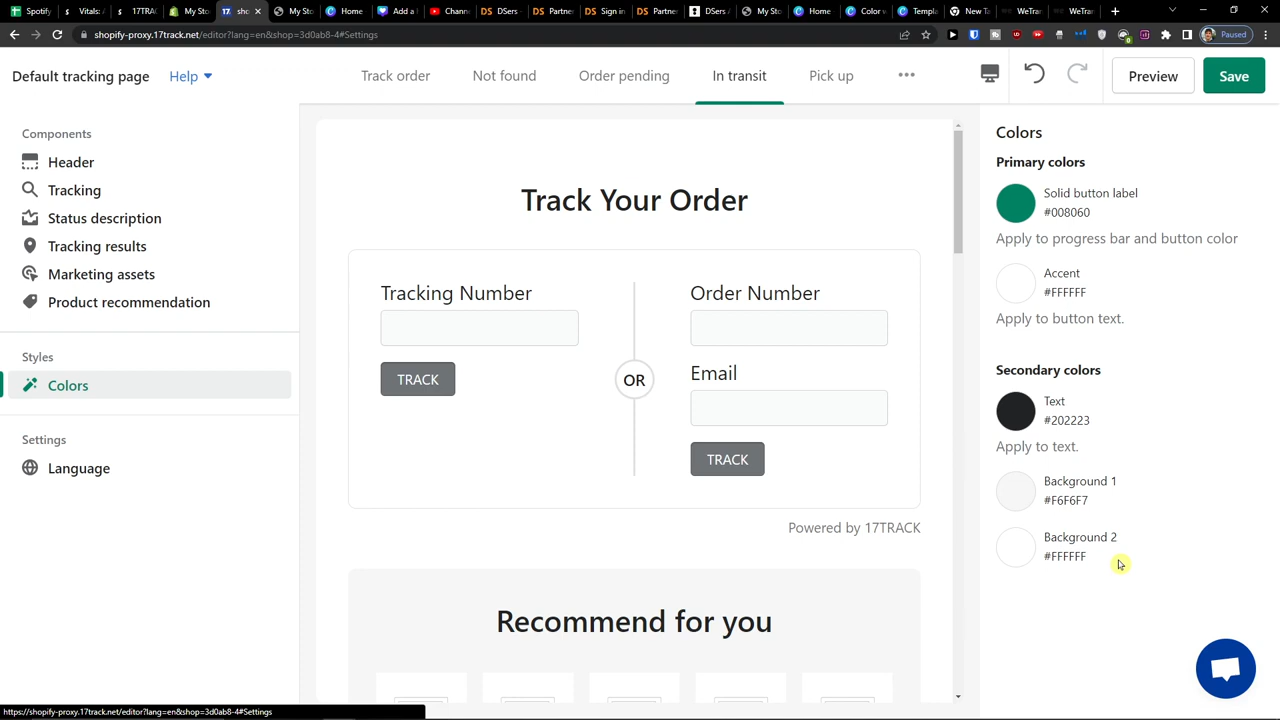 Spotify
Vitals: A
17TRAC
My Sto
sho
My Sto
Home
Add a
Chann
DSers
Partne
Sign in
Partne
DSers
My Sto
Home
Color w
Templa
New Ta
WeTran
WeTran
shopify-proxy.17track.net/editor?lang=en&shop=3d0ab8-4#Settings
Paused
Default tracking page
Help
Track order
Not found
Order pending
In transit
Pick up
Preview
Save
Components
Header
Tracking
Status description
Tracking results
Marketing assets
Product recommendation
Styles
Colors
Settings
Language
Track Your Order
Tracking Number
TRACK
OR
Order Number
Email
TRACK
Powered by 17TRACK
Recommend for you
Colors
Primary colors
Solid button label
#008060
Apply to progress bar and button color
Accent
#FFFFFF
Apply to button text.
Secondary colors
Text
#202223
Apply to text.
Background 1
#F6F6F7
Background 2
#FFFFFF
https://shopify-proxy.17track.net/editor?lang=en&shop=3d0ab8-4#Settings